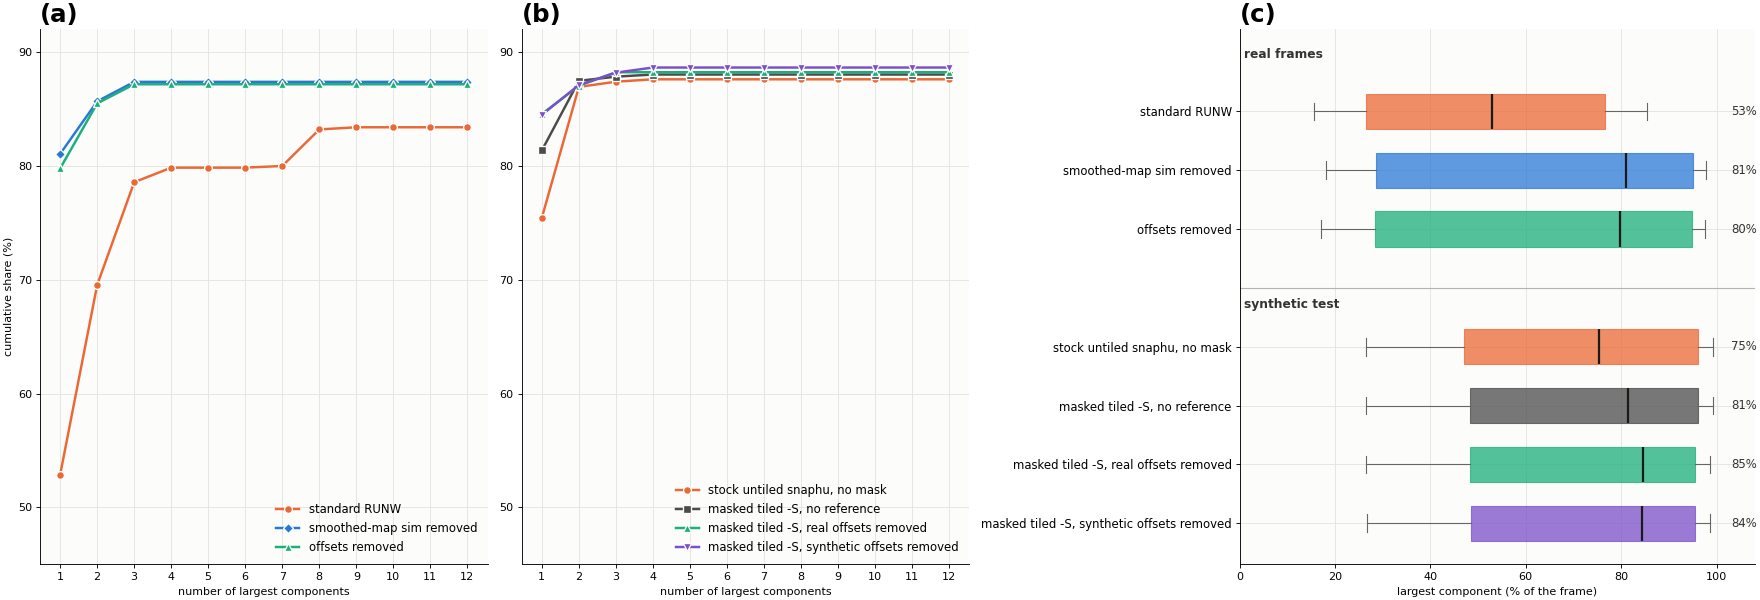 (a)
90
80
70
60
50
cumulative share (%)
1 2 3 4 5 6 7 8 9 10 11 12
number of largest components
standard RUNW
smoothed-map sim removed
offsets removed
(b)
90
80
70
60
50
1 2 3 4 5 6 7 8 9 10 11 12
number of largest components
stock untiled snaphu, no mask
masked tiled -S, no reference
masked tiled -S, real offsets removed
masked tiled -S, synthetic offsets removed
(c)
real frames
standard RUNW 53%
smoothed-map sim removed 81%
offsets removed 80%
synthetic test
stock untiled snaphu, no mask 75%
masked tiled -S, no reference 81%
masked tiled -S, real offsets removed 85%
masked tiled -S, synthetic offsets removed 84%
0 20 40 60 80 100
largest component (% of the frame)